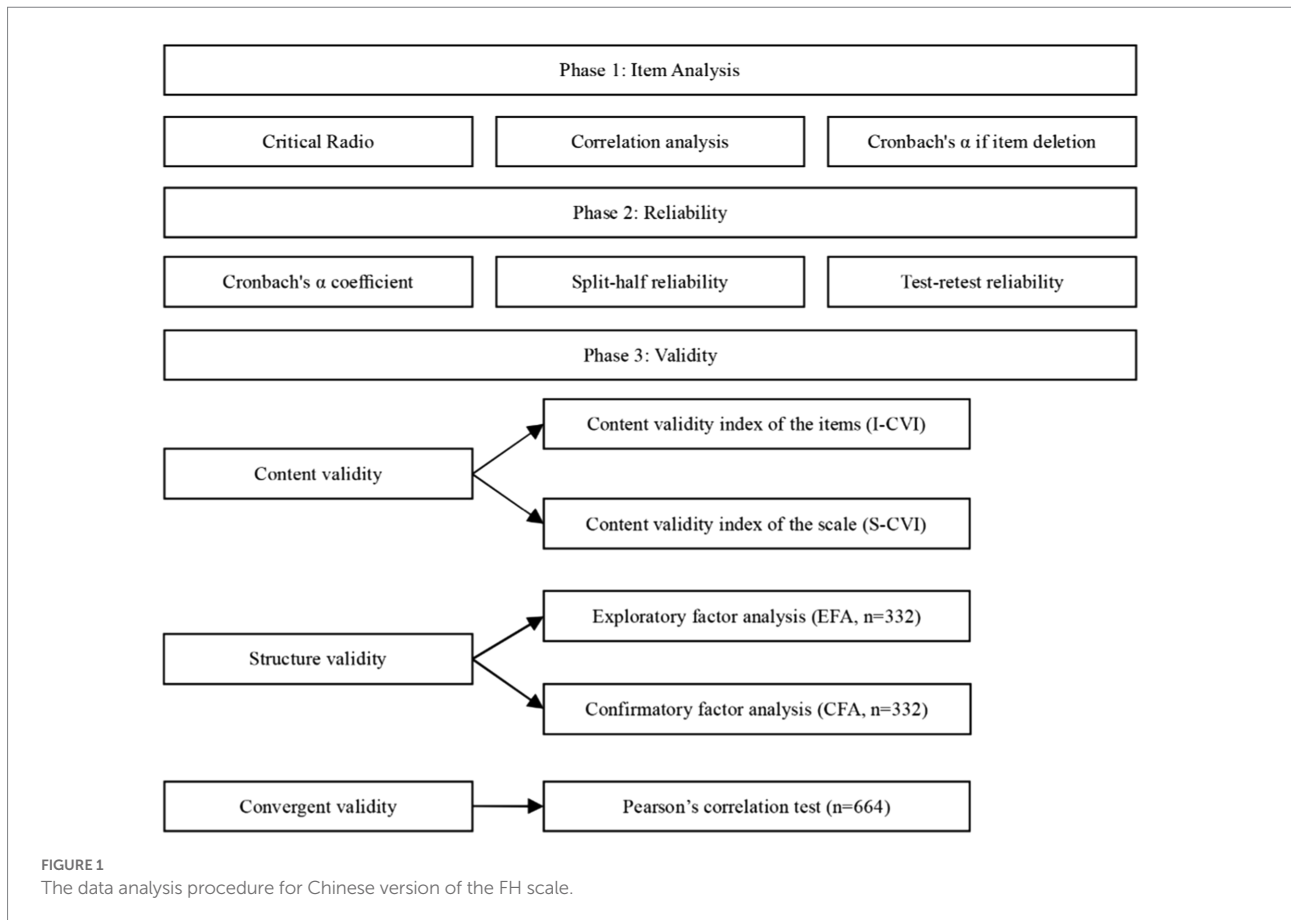 Phase 1: Item Analysis
Critical Radio
Correlation analysis
Cronbach's α if item deletion
Phase 2: Reliability
Cronbach's α coefficient
Split-half reliability
Test-retest reliability
Phase 3: Validity
Content validity
Content validity index of the items (I-CVI)
Content validity index of the scale (S-CVI)
Structure validity
Exploratory factor analysis (EFA, n=332)
Confirmatory factor analysis (CFA, n=332)
Convergent validity
Pearson’s correlation test (n=664)
FIGURE 1
The data analysis procedure for Chinese version of the FH scale.